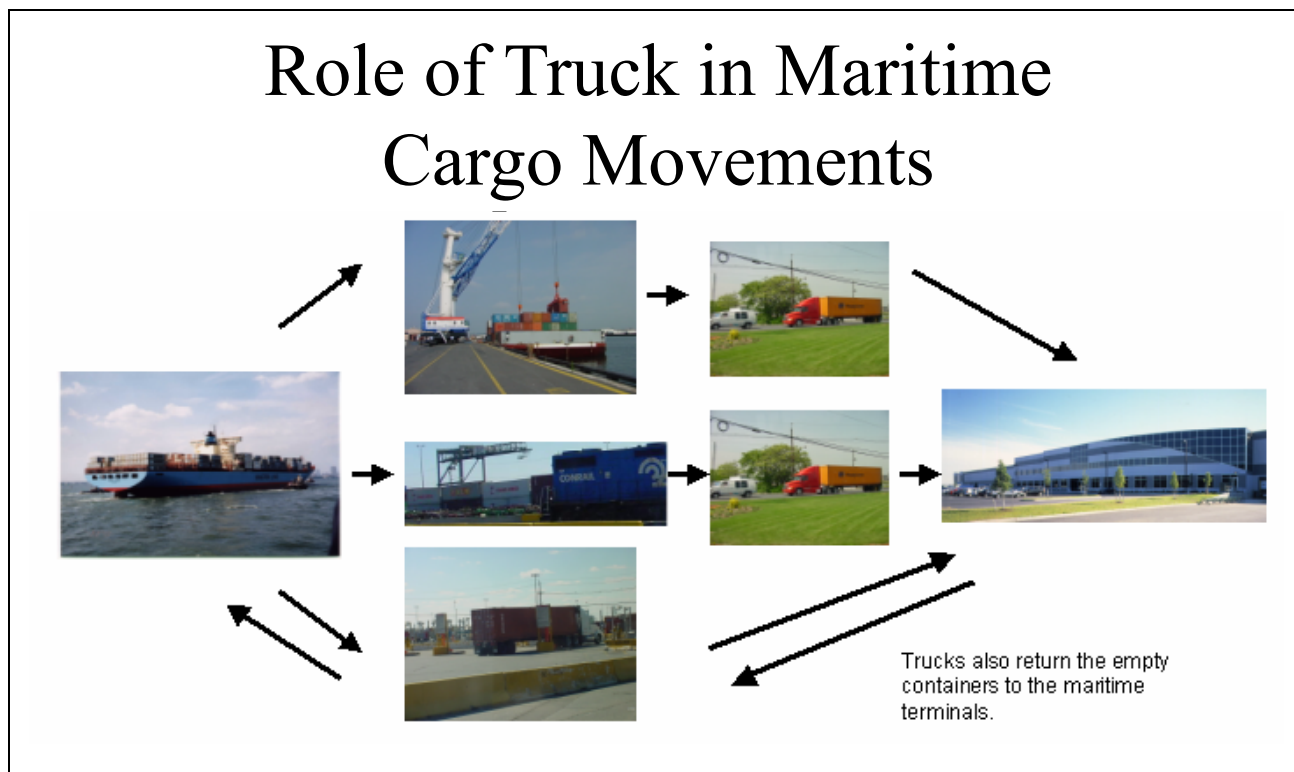 Role of Truck in Maritime
Cargo Movements
CONRAIL
Trucks also return the empty
containers to the maritime
terminals.